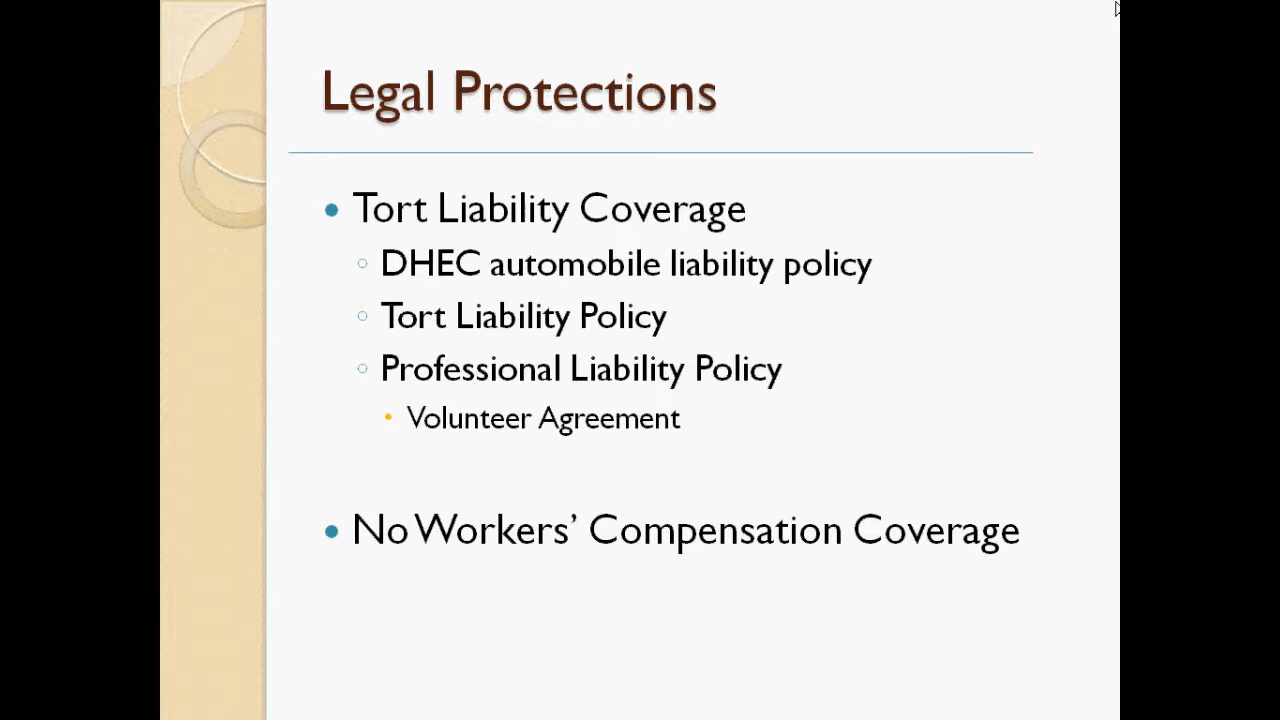 Legal Protections
Tort Liability Coverage
DHEC automobile liability policy
Tort Liability Policy
Professional Liability Policy
Volunteer Agreement
No Workers’ Compensation Coverage